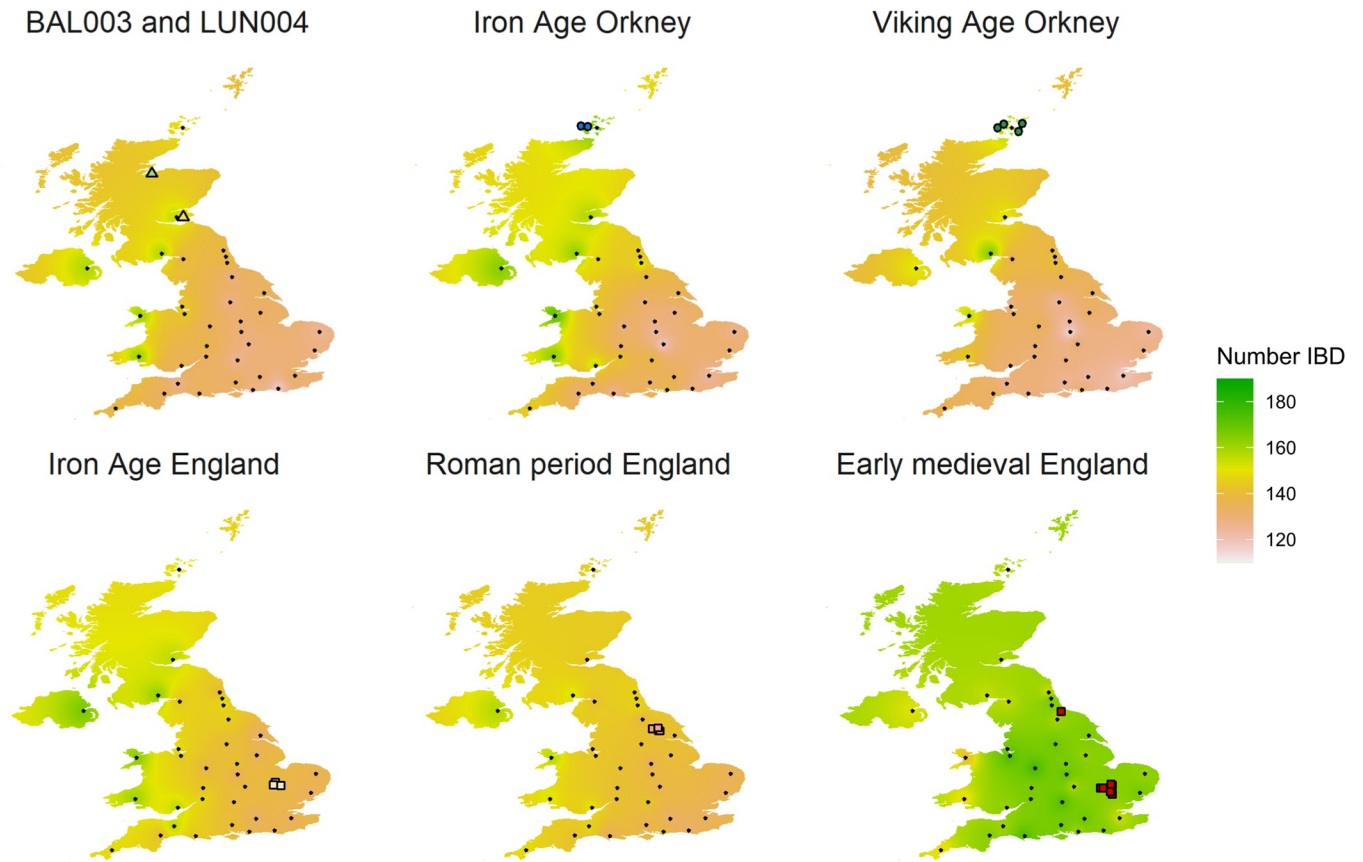 BAL003 and LUN004
Iron Age Orkney
Viking Age Orkney
Number IBD
180
160
140
120
Iron Age England
Roman period England
Early medieval England